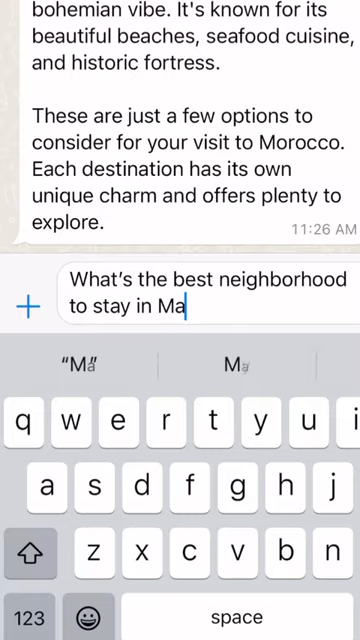 bohemian vibe. It's known for its
beautiful beaches, seafood cuisine,
and historic fortress.
These are just a few options to
consider for your visit to Morocco.
Each destination has its own
unique charm and offers plenty to
explore.
11:26 AM
What's the best neighborhood
to stay in Ma
"Ma"
q w e r t y u i
a s d f g h j
z x c v b n
123 space